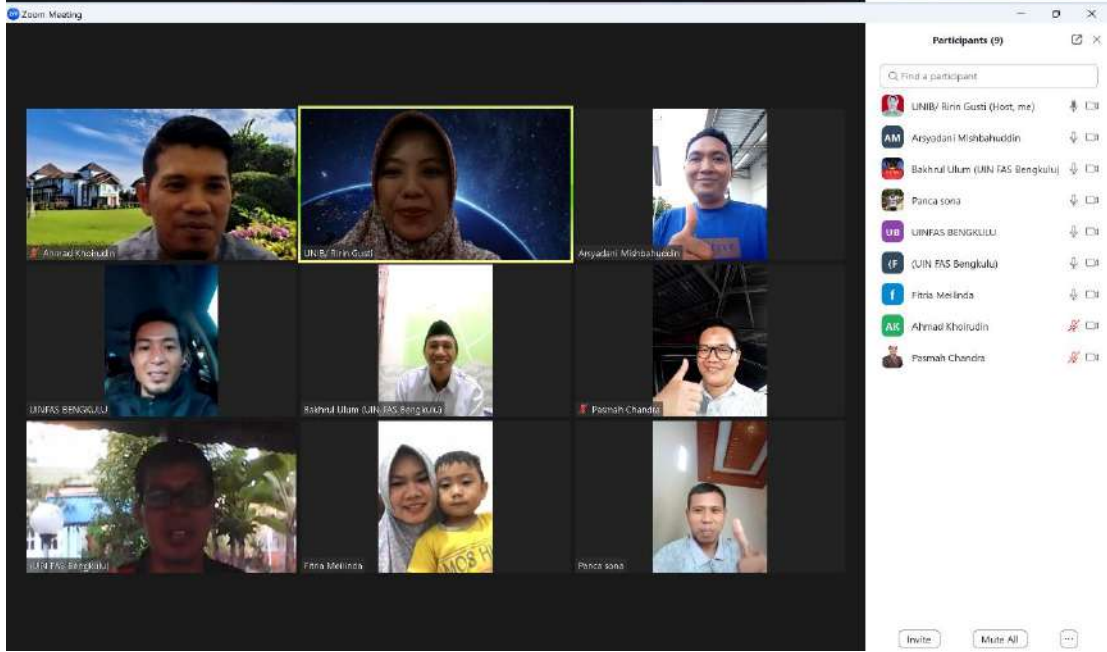 Zoom Meeting
Participants (9)
Find a participant
UNIB/ Ririn Gusti (Host, me)
AM Arsyadani Mishbahuddin
Bakhrul Ulum (UIN FAS Bengkulu)
Panca sona
UB UINFAS BENGKULU
(F (UIN FAS Bengkulu)
f Fitria Meilinda
AK Ahmad Khoirudin
Pasmah Chandra
Ahmad Khoirudin
UNIB/ Ririn Gusti
Arsyadani Mishbahuddin
UINFAS BENGKULU
Bakhrul Ulum (UIN FAS Bengkulu)
Pasmah Chandra
(UIN FAS Bengkulu)
Fitria Meilinda
Panca sona
Invite
Mute All